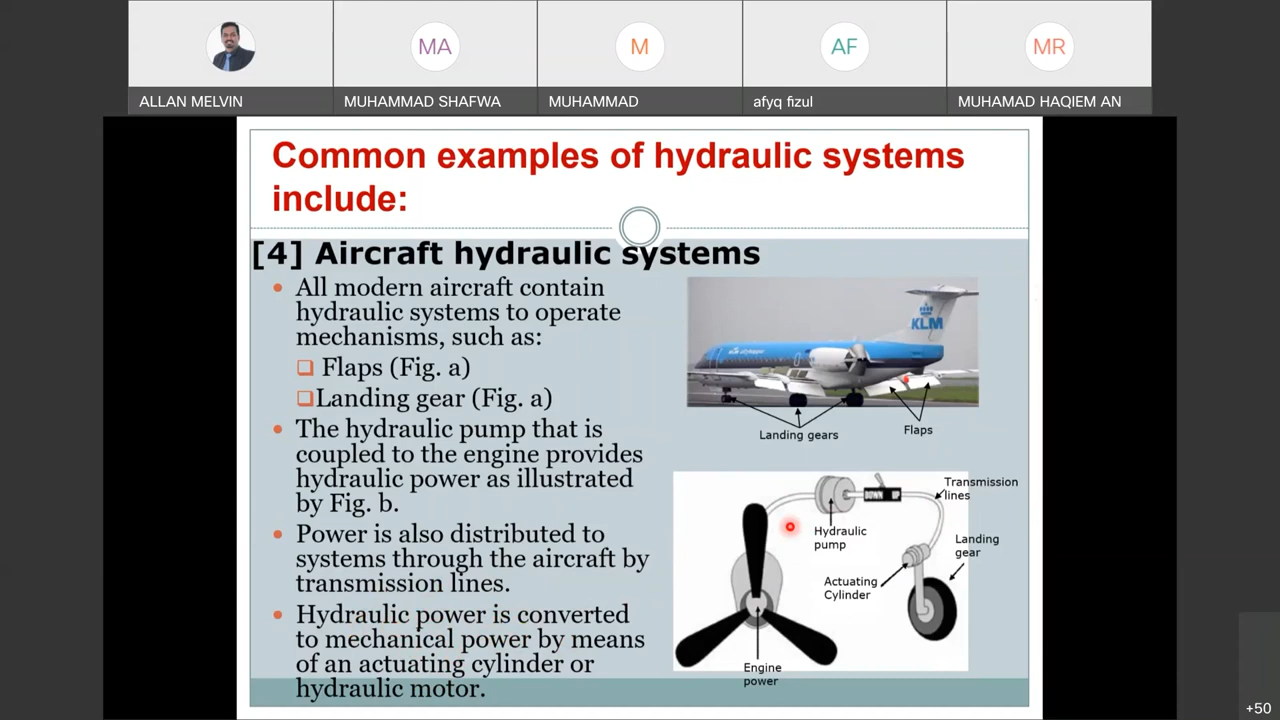 MA
M
AF
MR
ALLAN MELVIN
MUHAMMAD SHAFWA
MUHAMMAD
afyq fizul
MUHAMAD HAQIEM AN
Common examples of hydraulic systems
include:
[4] Aircraft hydraulic systems
All modern aircraft contain
hydraulic systems to operate
mechanisms, such as:
Flaps (Fig. a)
Landing gear (Fig. a)
The hydraulic pump that is
coupled to the engine provides
hydraulic power as illustrated
by Fig. b.
Power is also distributed to
systems through the aircraft by
transmission lines.
Hydraulic power is converted
to mechanical power by means
of an actuating cylinder or
hydraulic motor.
KLM
Landing gears
Flaps
DOWN UP
Transmission
lines
Hydraulic
pump
Landing
gear
Actuating
Cylinder
Engine
power
+50